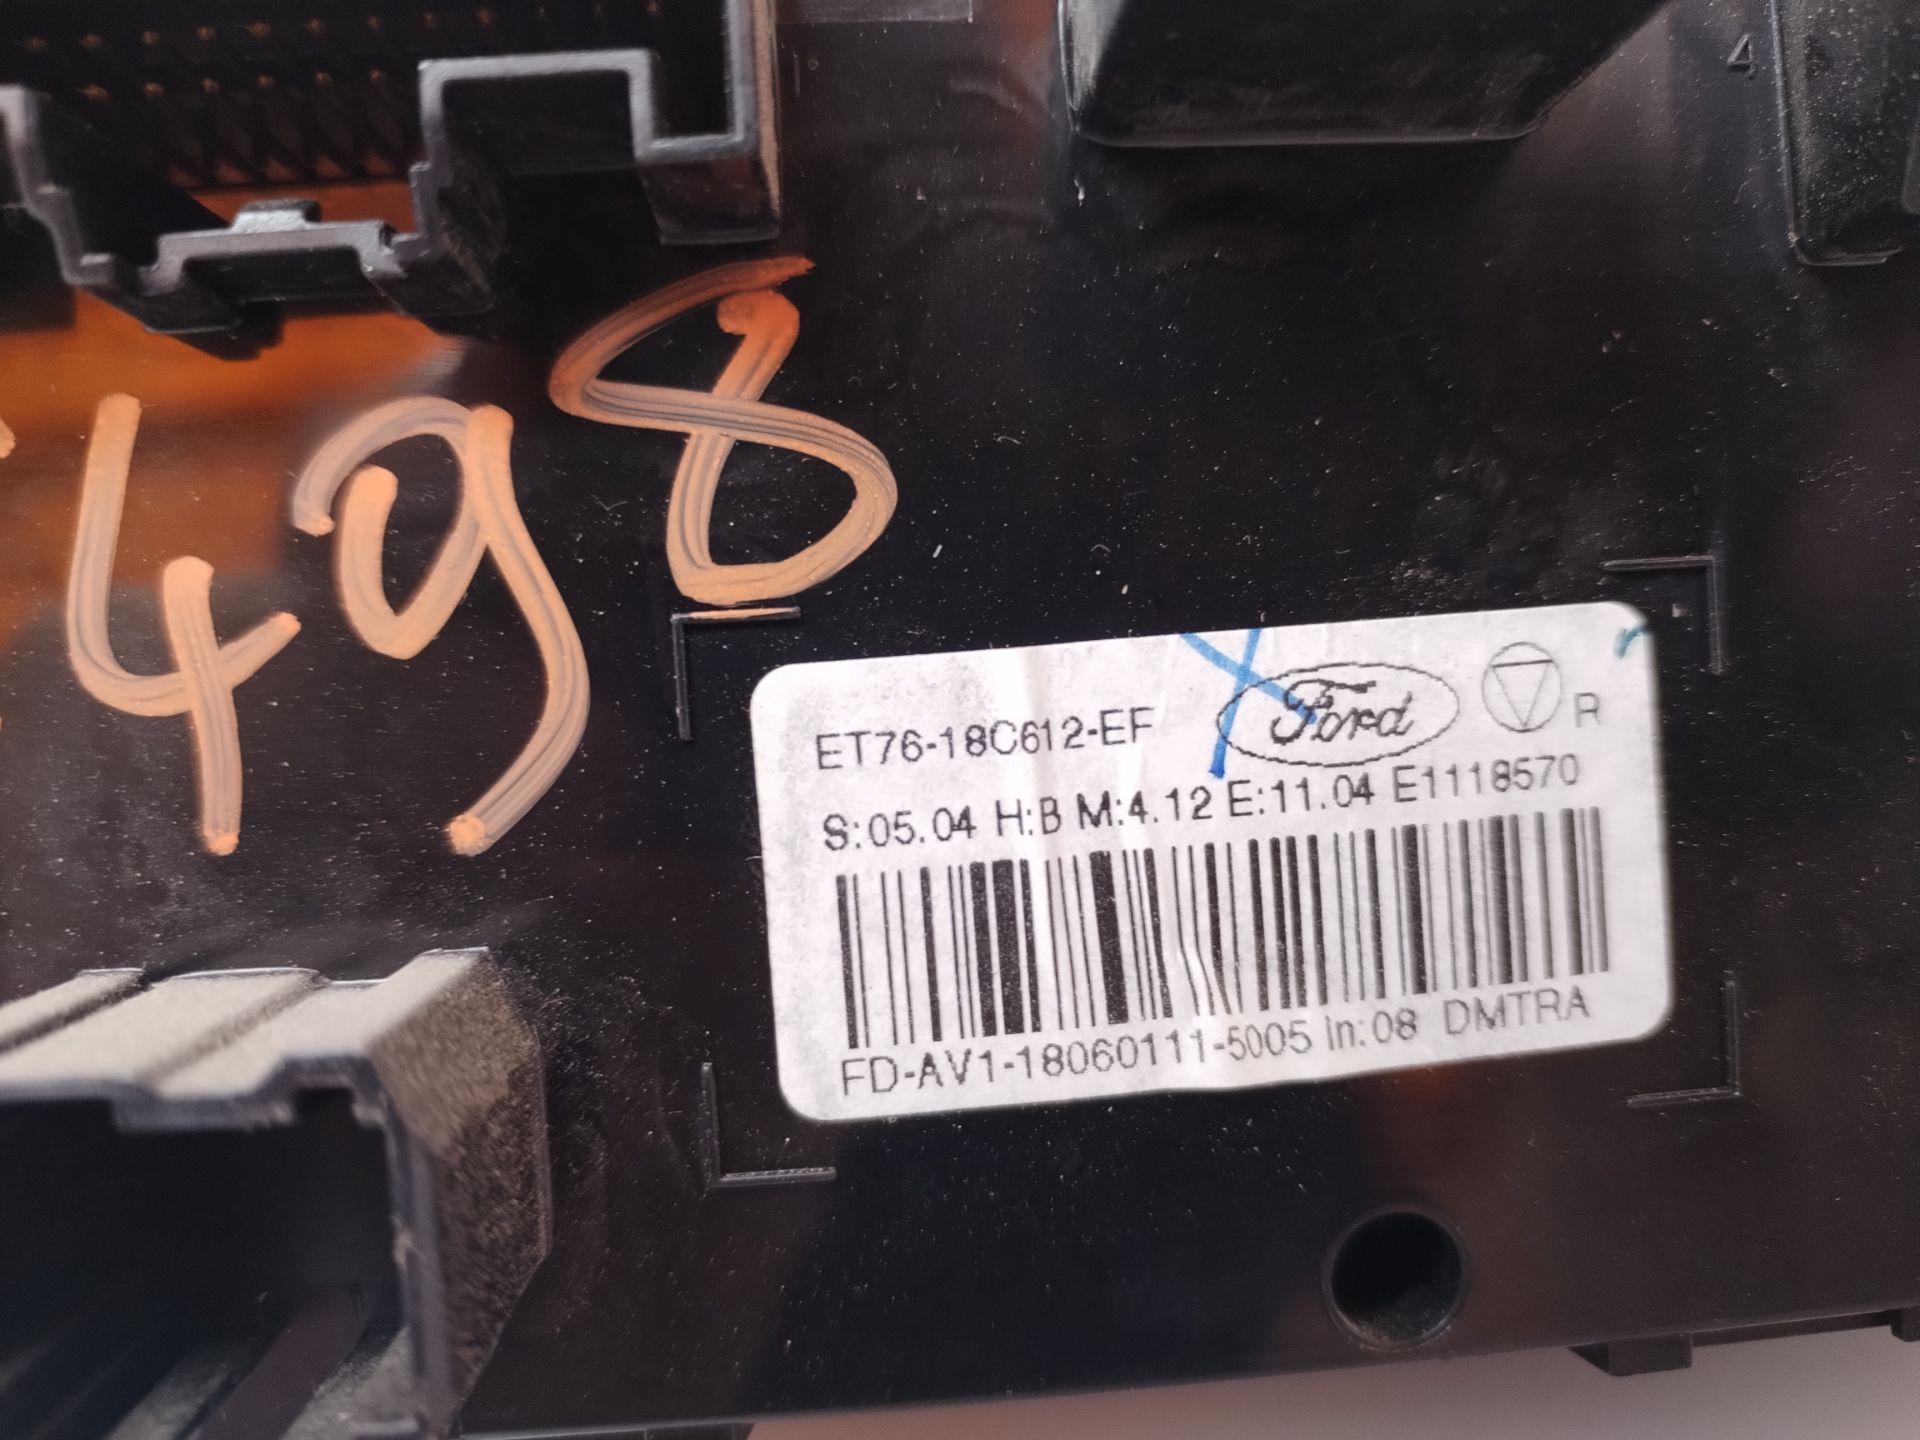 4
498
ET76-18C612-EF Ford R
S:05.04 H:B M:4.12 E:11.04 E1118570
FD-AV1-18060111-5005 In:08 DMTRA